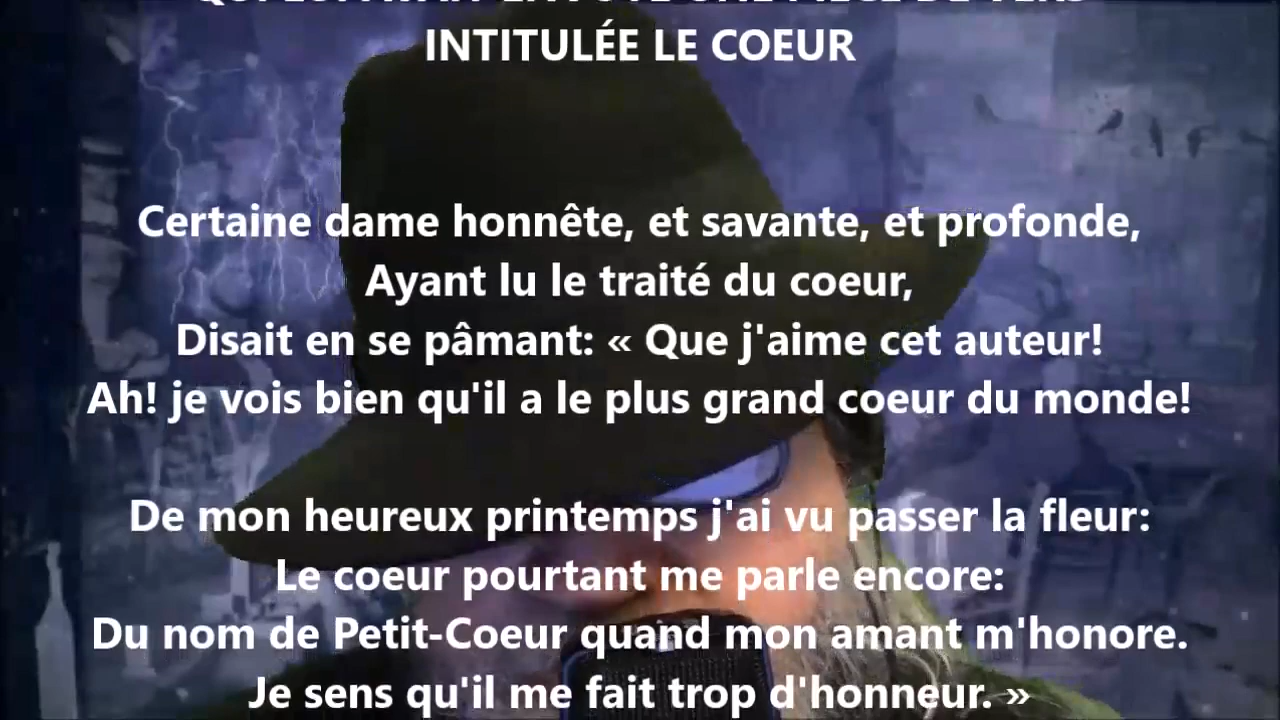 INTITULÉE LE COEUR
Certaine dame honnête, et savante, et profonde,
Ayant lu le traité du coeur,
Disait en se pâmant: « Que j'aime cet auteur!
Ah! je vois bien qu'il a le plus grand coeur du monde!
De mon heureux printemps j'ai vu passer la fleur:
Le coeur pourtant me parle encore:
Du nom de Petit-Coeur quand mon amant m'honore.
Je sens qu'il me fait trop d'honneur. »